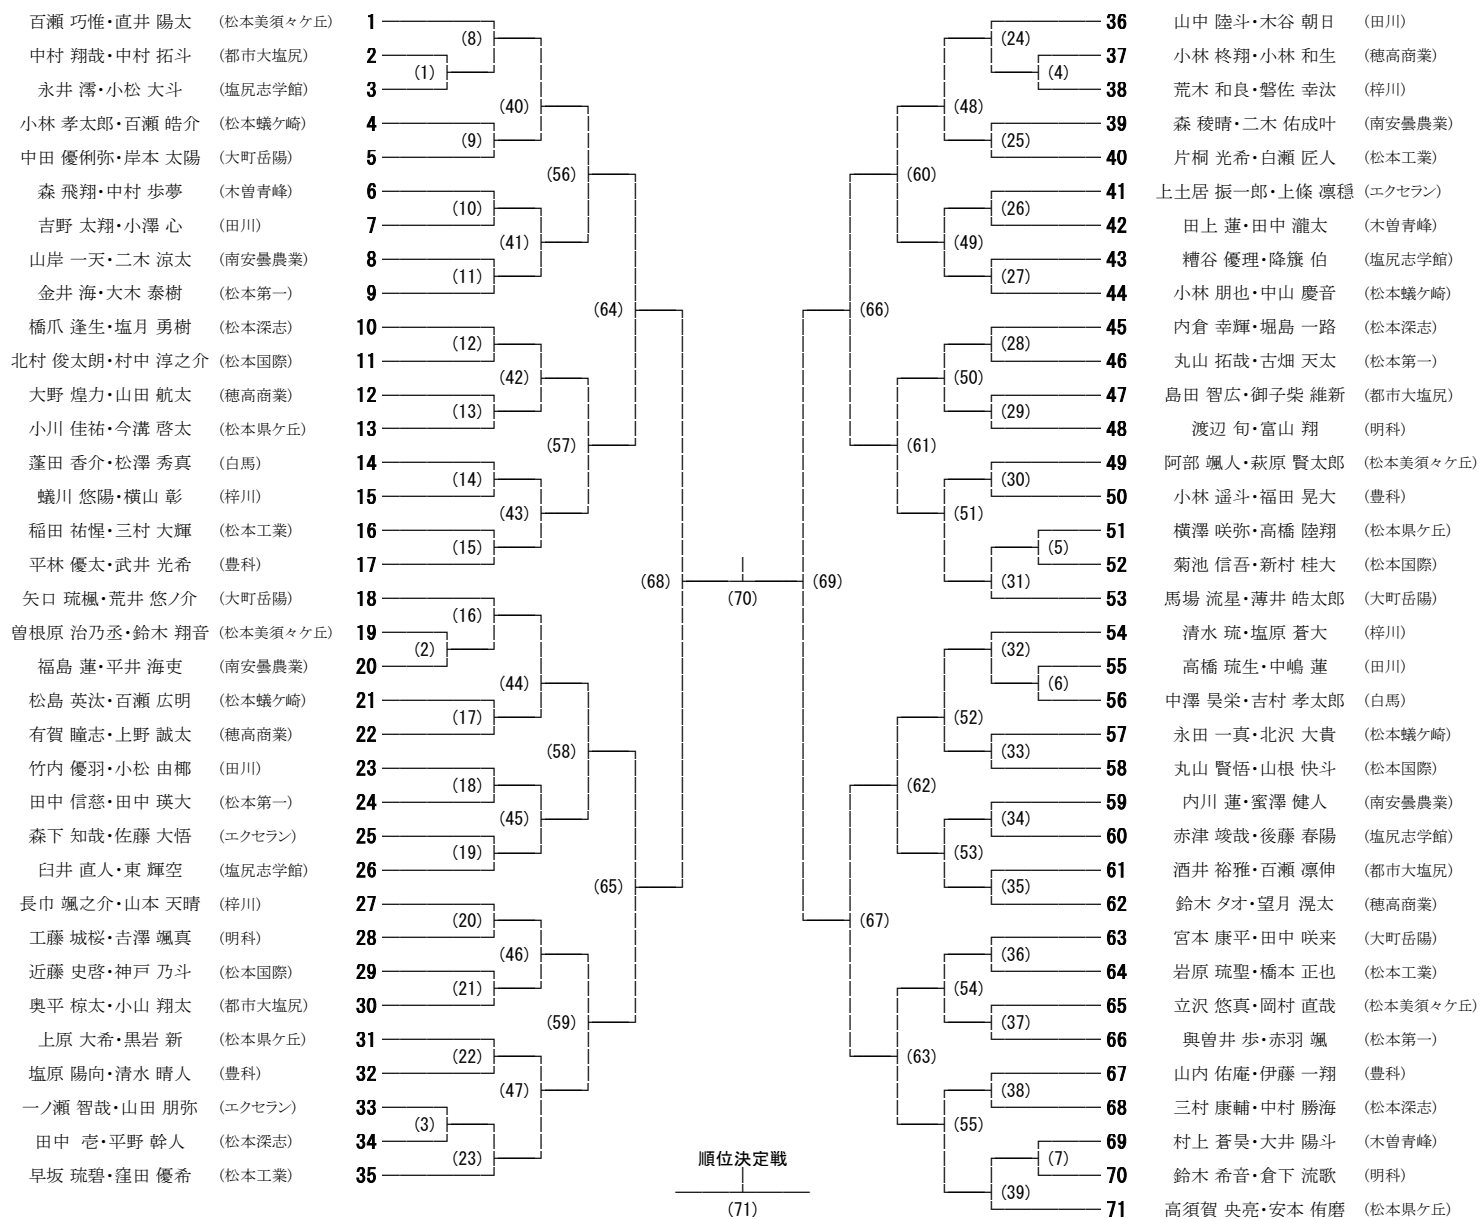 百瀬 巧惟・直井 陽太 (松本美須々ケ丘) 1
中村 翔哉・中村 拓斗 (都市大塩尻) 2
永井 澪・小松 大斗 (塩尻志学館) 3
小林 孝太郎・百瀬 皓介 (松本蟻ケ崎) 4
中田 優俐弥・岸本 太陽 (大町岳陽) 5
森 飛翔・中村 歩夢 (木曽青峰) 6
吉野 太翔・小澤 心 (田川) 7
山岸 一天・二木 涼太 (南安曇農業) 8
金井 海・大木 泰樹 (松本第一) 9
橋爪 逢生・塩月 勇樹 (松本深志) 10
北村 俊太朗・村中 淳之介 (松本国際) 11
大野 煌力・山田 航太 (穂高商業) 12
小川 佳祐・今溝 啓太 (松本県ケ丘) 13
蓬田 香介・松澤 秀真 (白馬) 14
蟻川 悠陽・横山 彰 (梓川) 15
稲田 祐惺・三村 大輝 (松本工業) 16
平林 優太・武井 光希 (豊科) 17
矢口 琉楓・荒井 悠ノ介 (大町岳陽) 18
曽根原 治乃丞・鈴木 翔音 (松本美須々ケ丘) 19
福島 蓮・平井 海吏 (南安曇農業) 20
松島 英汰・百瀬 広明 (松本蟻ケ崎) 21
有賀 瞳志・上野 誠太 (穂高商業) 22
竹内 優羽・小松 由椰 (田川) 23
田中 信慈・田中 瑛大 (松本第一) 24
森下 知哉・佐藤 大悟 (エクセラン) 25
臼井 直人・東 輝空 (塩尻志学館) 26
長巾 颯之介・山本 天晴 (梓川) 27
工藤 城桜・𠮷澤 颯真 (明科) 28
近藤 史啓・神戸 乃斗 (松本国際) 29
奥平 椋太・小山 翔太 (都市大塩尻) 30
上原 大希・黒岩 新 (松本県ケ丘) 31
塩原 陽向・清水 晴人 (豊科) 32
一ノ瀬 智哉・山田 朋弥 (エクセラン) 33
田中 壱・平野 幹人 (松本深志) 34
早坂 琉碧・窪田 優希 (松本工業) 35
(1)
(2)
(3)
(8)
(9)
(10)
(11)
(12)
(13)
(14)
(15)
(16)
(17)
(18)
(19)
(20)
(21)
(22)
(23)
(40)
(41)
(42)
(43)
(44)
(45)
(46)
(47)
(56)
(57)
(58)
(59)
(64)
(65)
(68)
(70)
(69)
(66)
(67)
(60)
(61)
(62)
(63)
(48)
(49)
(50)
(51)
(52)
(53)
(54)
(55)
(24)
(25)
(26)
(27)
(28)
(29)
(30)
(31)
(32)
(33)
(34)
(35)
(36)
(37)
(38)
(39)
(4)
(5)
(6)
(7)
36 山中 陸斗・木谷 朝日 (田川)
37 小林 柊翔・小林 和生 (穂高商業)
38 荒木 和良・磐佐 幸汰 (梓川)
39 森 稜晴・二木 佑成叶 (南安曇農業)
40 片桐 光希・白瀬 匠人 (松本工業)
41 上土居 振一郎・上條 凛穏 (エクセラン)
42 田上 蓮・田中 瀧太 (木曽青峰)
43 糟谷 優理・降籏 伯 (塩尻志学館)
44 小林 朋也・中山 慶音 (松本蟻ケ崎)
45 内倉 幸輝・堀島 一路 (松本深志)
46 丸山 拓哉・古畑 天太 (松本第一)
47 島田 智広・御子柴 維新 (都市大塩尻)
48 渡辺 旬・富山 翔 (明科)
49 阿部 颯人・萩原 賢太郎 (松本美須々ケ丘)
50 小林 遥斗・福田 晃大 (豊科)
51 横澤 咲弥・高橋 陸翔 (松本県ケ丘)
52 菊池 信吾・新村 桂大 (松本国際)
53 馬場 流星・薄井 皓太郎 (大町岳陽)
54 清水 琉・塩原 蒼大 (梓川)
55 高橋 琉生・中嶋 蓮 (田川)
56 中澤 昊栄・吉村 孝太郎 (白馬)
57 永田 一真・北沢 大貴 (松本蟻ケ崎)
58 丸山 賢悟・山根 快斗 (松本国際)
59 内川 蓮・蜜澤 健人 (南安曇農業)
60 赤津 竣哉・後藤 春陽 (塩尻志学館)
61 酒井 裕雅・百瀬 凛伸 (都市大塩尻)
62 鈴木 タオ・望月 滉太 (穂高商業)
63 宮本 康平・田中 咲来 (大町岳陽)
64 岩原 琉聖・橋本 正也 (松本工業)
65 立沢 悠真・岡村 直哉 (松本美須々ケ丘)
66 與曽井 歩・赤羽 颯 (松本第一)
67 山内 佑庵・伊藤 一翔 (豊科)
68 三村 康輔・中村 勝海 (松本深志)
69 村上 蒼昊・大井 陽斗 (木曽青峰)
70 鈴木 希音・倉下 流歌 (明科)
71 高須賀 央亮・安本 侑磨 (松本県ケ丘)
順位決定戦
(71)